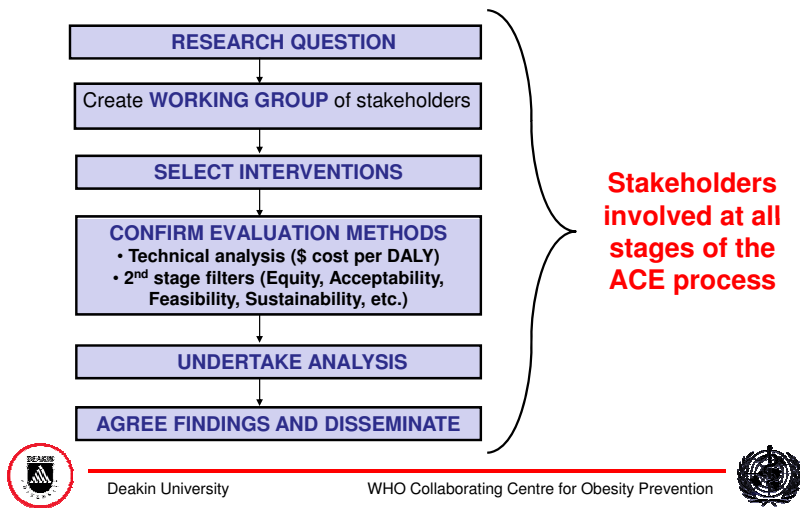 RESEARCH QUESTION
Create WORKING GROUP of stakeholders
SELECT INTERVENTIONS
CONFIRM EVALUATION METHODS
• Technical analysis ($ cost per DALY)
• 2nd stage filters (Equity, Acceptability,
Feasibility, Sustainability, etc.)
UNDERTAKE ANALYSIS
AGREE FINDINGS AND DISSEMINATE
Stakeholders
involved at all
stages of the
ACE process
DEAKIN
Deakin University
WHO Collaborating Centre for Obesity Prevention